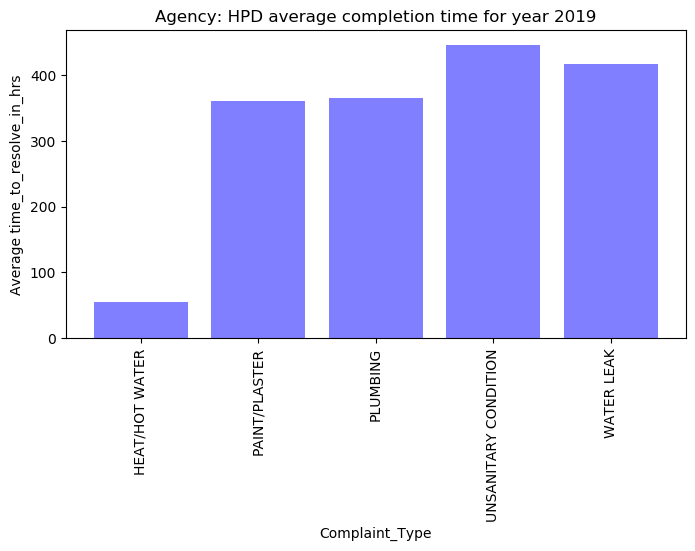 Agency: HPD average completion time for year 2019
Average time_to_resolve_in_hrs
400
300
200
100
0
HEAT/HOT WATER
PAINT/PLASTER
PLUMBING
UNSANITARY CONDITION
WATER LEAK
Complaint_Type